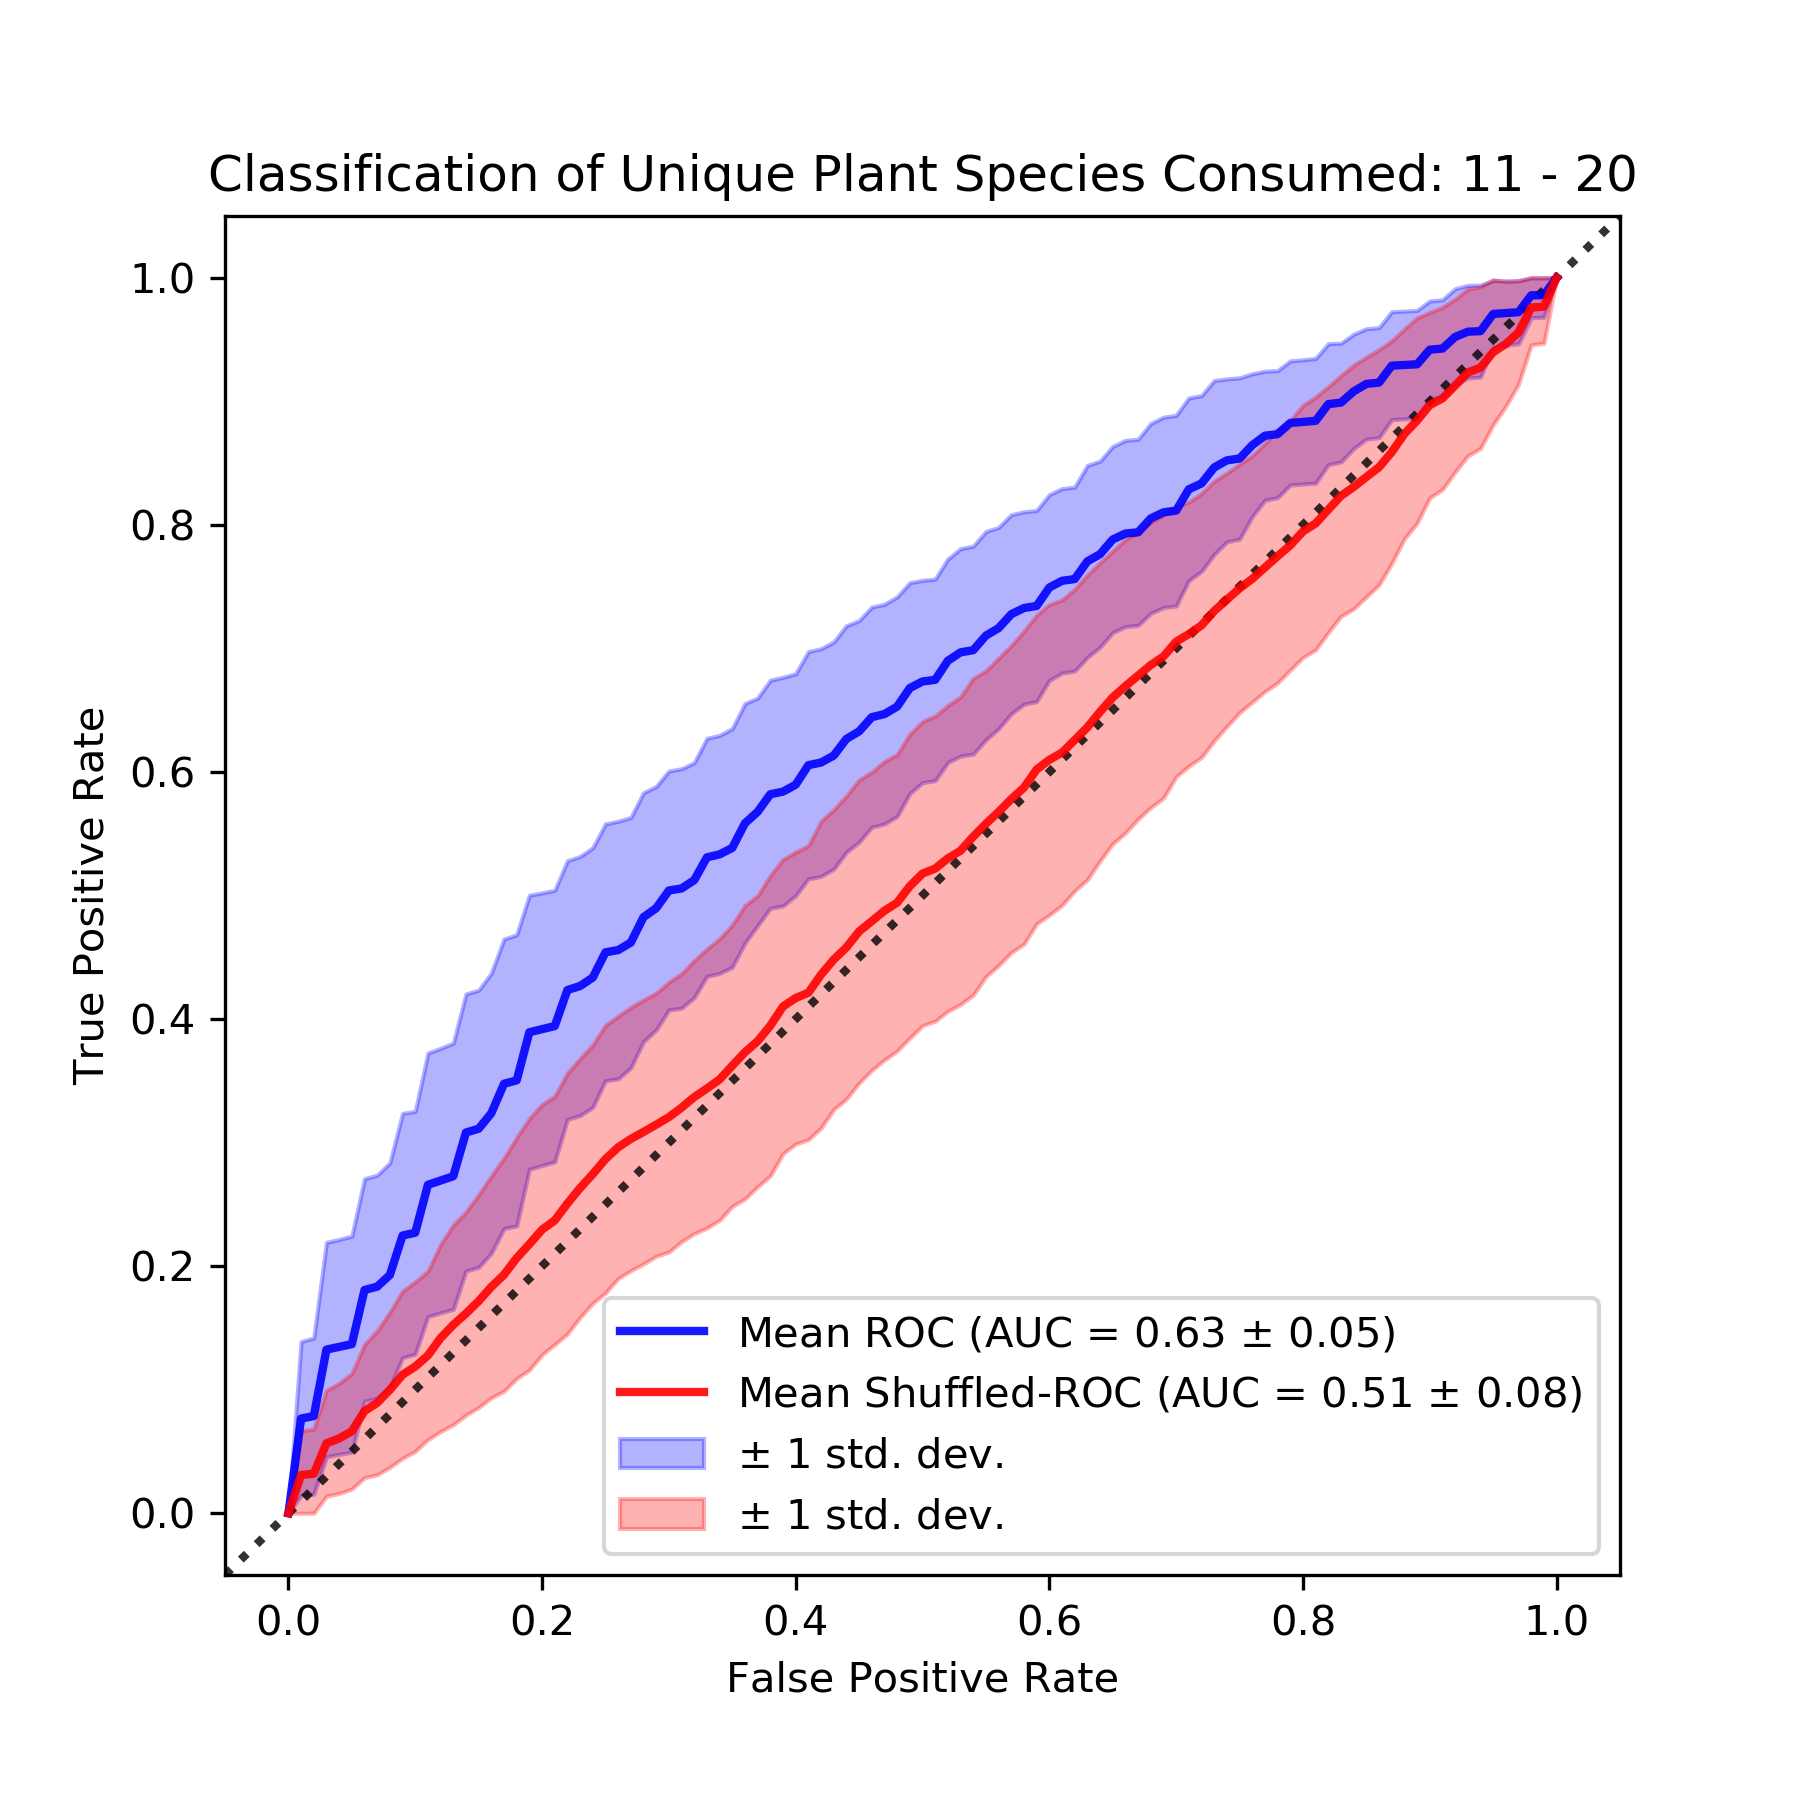 Classification of Unique Plant Species Consumed: 11 - 20
1.0
0.8
0.6
0.4
0.2
0.0
True Positive Rate
Mean ROC (AUC = 0.63 ± 0.05)
Mean Shuffled-ROC (AUC = 0.51 ± 0.08)
± 1 std. dev.
± 1 std. dev.
0.0 0.2 0.4 0.6 0.8 1.0
False Positive Rate